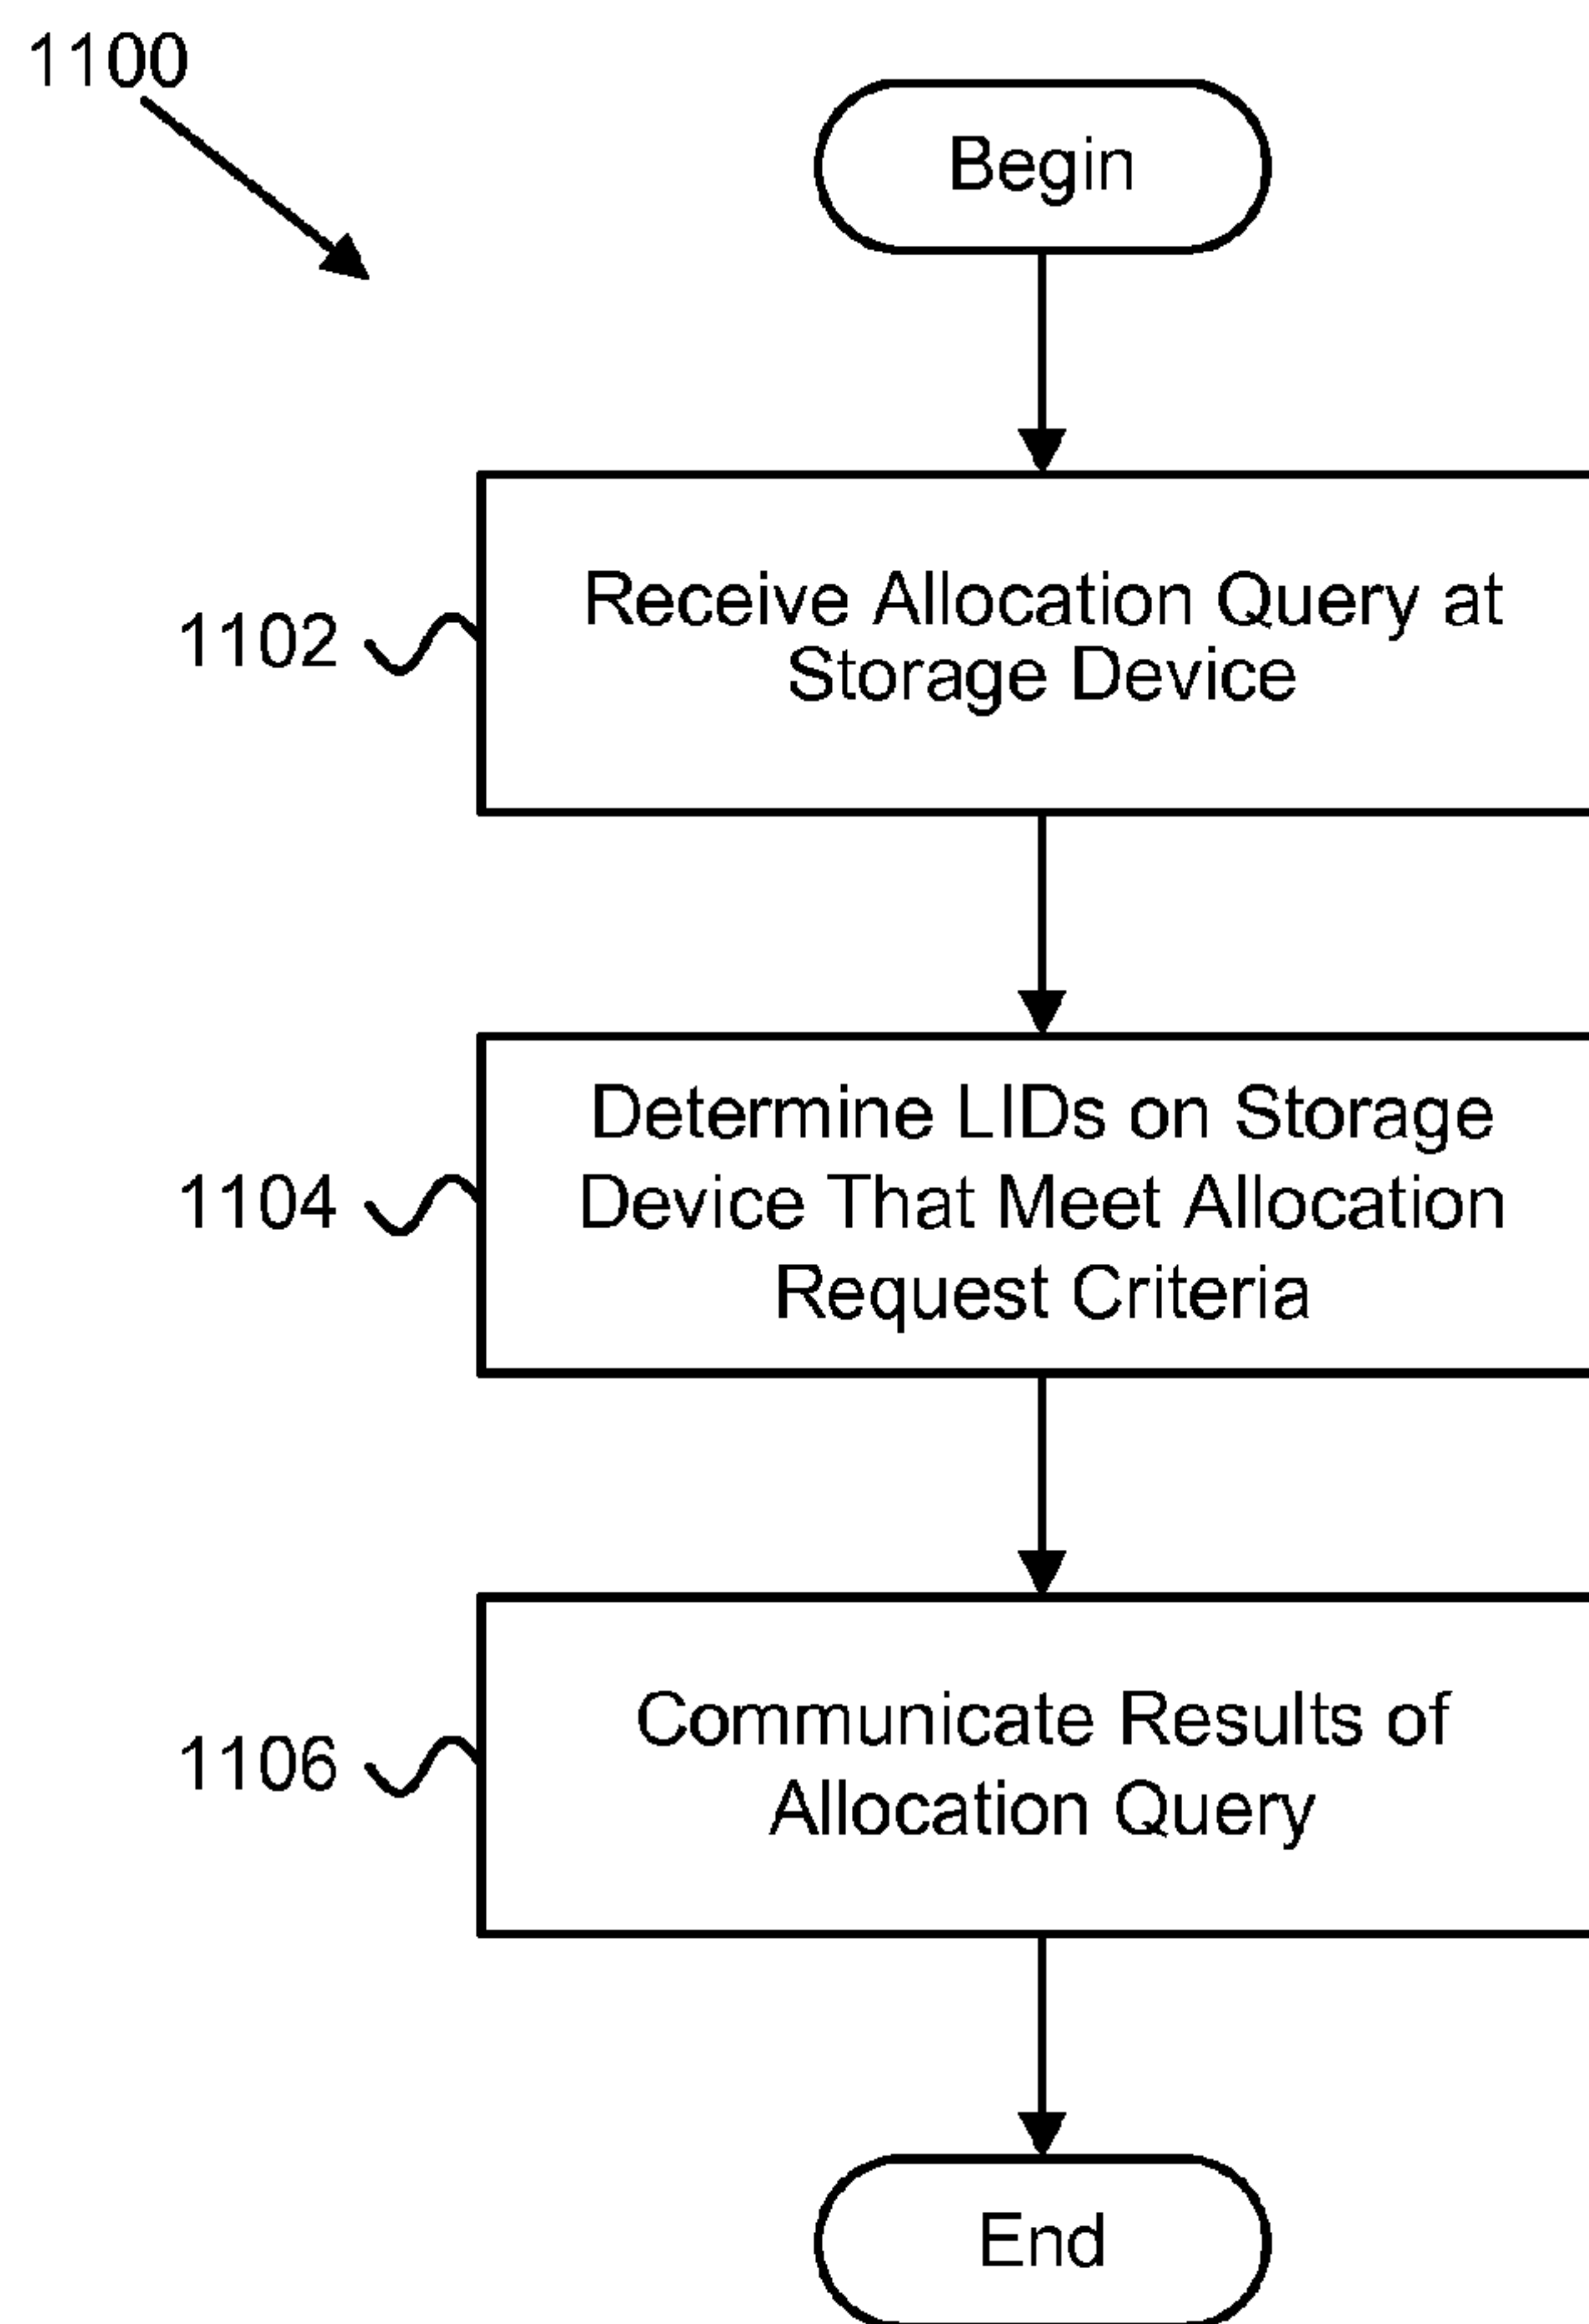 1100
Begin
1102
Receive Allocation Query at
Storage Device
1104
Determine LIDs on Storage
Device That Meet Allocation
Request Criteria
1106
Communicate Results of
Allocation Query
End